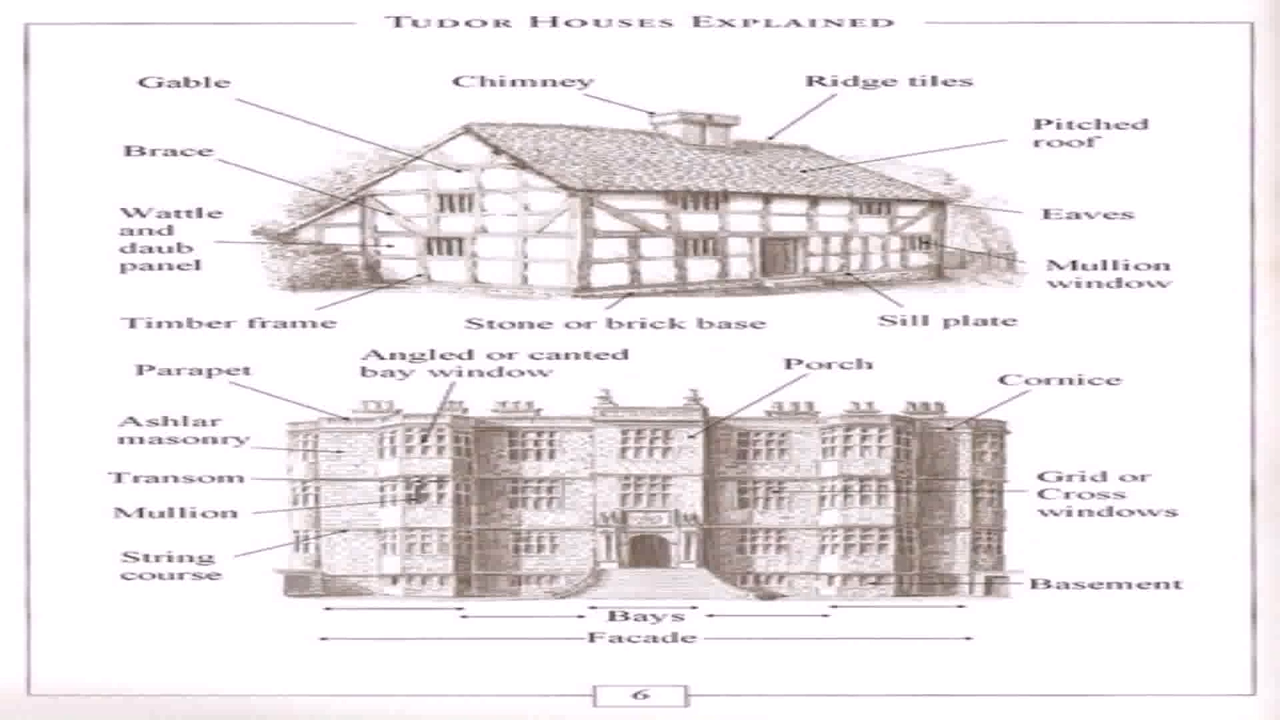 TUDOR HOUSES EXPLAINED
Gable
Chimney
Ridge tiles
Pitched
roof
Brace
Wattle
and
daub
panel
Eaves
Mullion
window
Timber frame
Stone or brick base
Sill plate
Parapet
Angled or canted
bay window
Porch
Cornice
Ashlar
masonry
Transom
Mullion
String
course
Grid or
Cross
windows
Basement
Bays
Facade
6